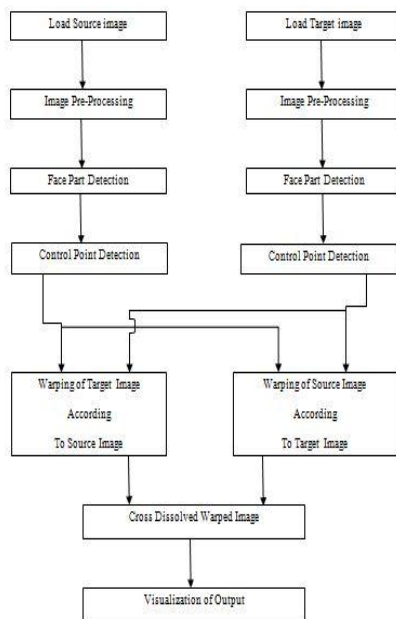 Load Source image
Load Target image
Image Pre-Processing
Image Pre-Processing
Face Part Detection
Face Part Detection
Control Point Detection
Control Point Detection
Warping of Target Image
According
To Source Image
Warping of Source Image
According
To Target Image
Cross Dissolved Warped Image
Visualization of Output